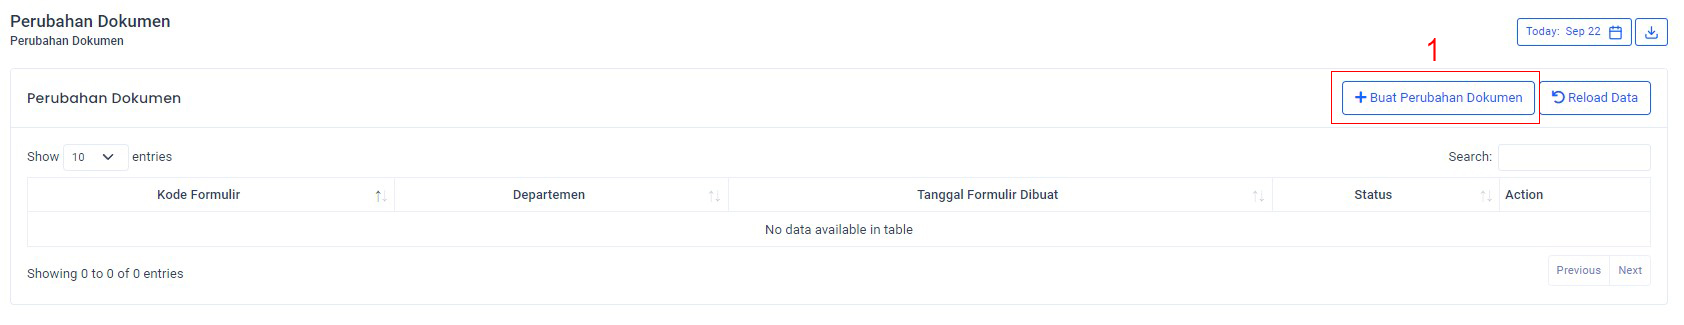 Perubahan Dokumen
Perubahan Dokumen
Today: Sep 22
1
Perubahan Dokumen
Buat Perubahan Dokumen
Reload Data
Show 10 entries
Search:
Kode Formulir Departemen Tanggal Formulir Dibuat Status Action
No data available in table
Showing 0 to 0 of 0 entries
Previous Next